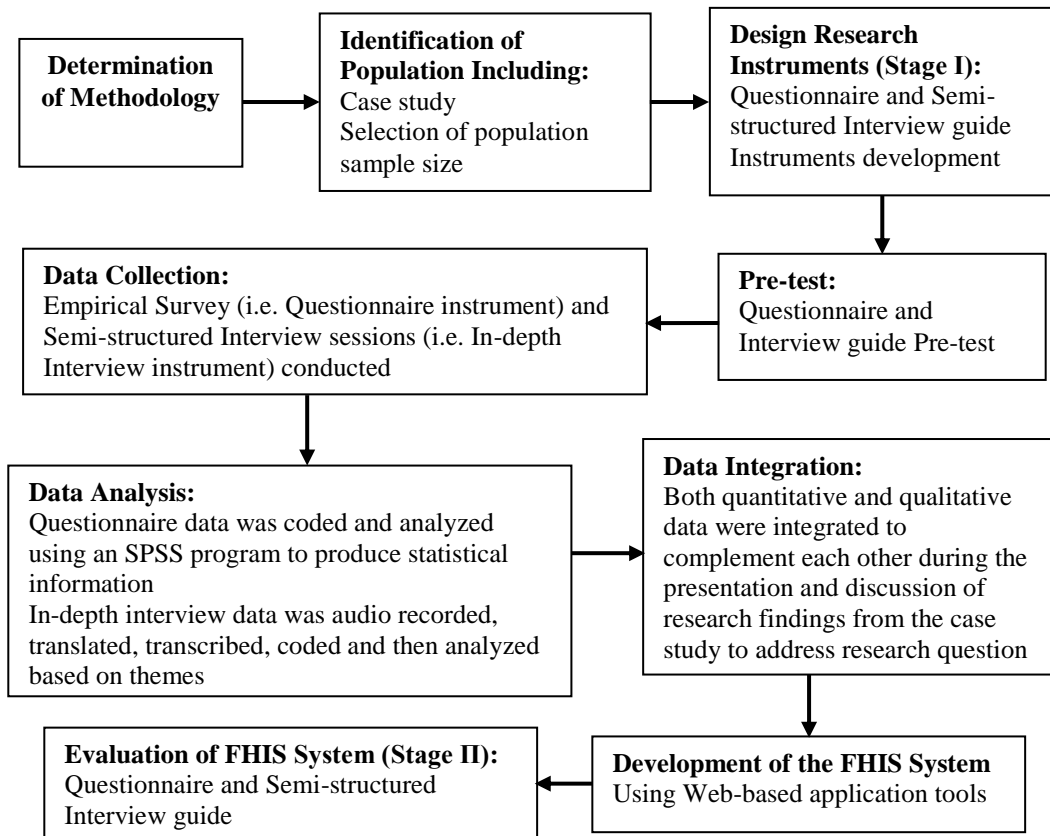 Determination
of Methodology
Identification of
Population Including:
Case study
Selection of population
sample size
Design Research
Instruments (Stage I):
Questionnaire and Semi-
structured Interview guide
Instruments development
Pre-test:
Questionnaire and
Interview guide Pre-test
Data Collection:
Empirical Survey (i.e. Questionnaire instrument) and
Semi-structured Interview sessions (i.e. In-depth
Interview instrument) conducted
Data Analysis:
Questionnaire data was coded and analyzed
using an SPSS program to produce statistical
information
In-depth interview data was audio recorded,
translated, transcribed, coded and then analyzed
based on themes
Data Integration:
Both quantitative and qualitative
data were integrated to
complement each other during the
presentation and discussion of
research findings from the case
study to address research question
Development of the FHIS System
Using Web-based application tools
Evaluation of FHIS System (Stage II):
Questionnaire and Semi-structured
Interview guide